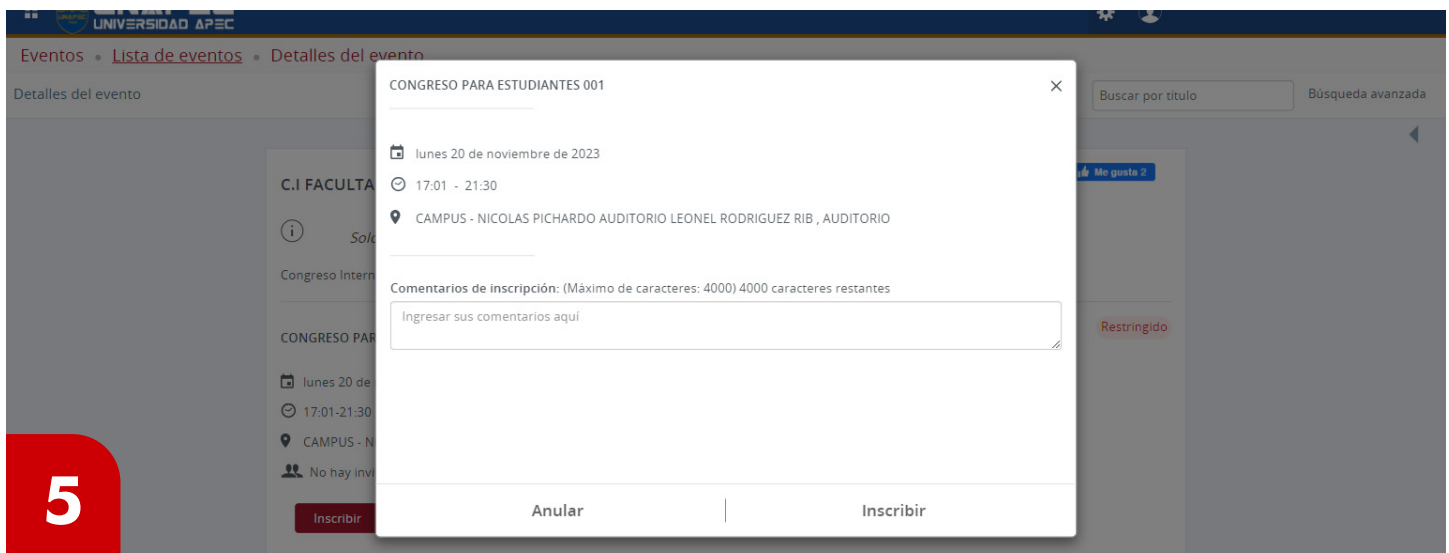 UNIVERSIDAD APEC
Eventos • Lista de eventos • Detalles del evento
Detalles del evento
Buscar por titulo
Búsqueda avanzada
CONGRESO PARA ESTUDIANTES 001
lunes 20 de noviembre de 2023
17:01 - 21:30
CAMPUS - NICOLAS PICHARDO AUDITORIO LEONEL RODRIGUEZ RIB , AUDITORIO
Comentarios de inscripción: (Máximo de caracteres: 4000) 4000 caracteres restantes
Ingresar sus comentarios aquí
Anular
Inscribir
C.I FACULTA
Me gusta 2
Solo
Congreso Intern
CONGRESO PAR
Restringido
lunes 20 de
17:01-21:30
CAMPUS - N
No hay invi
Inscribir
5